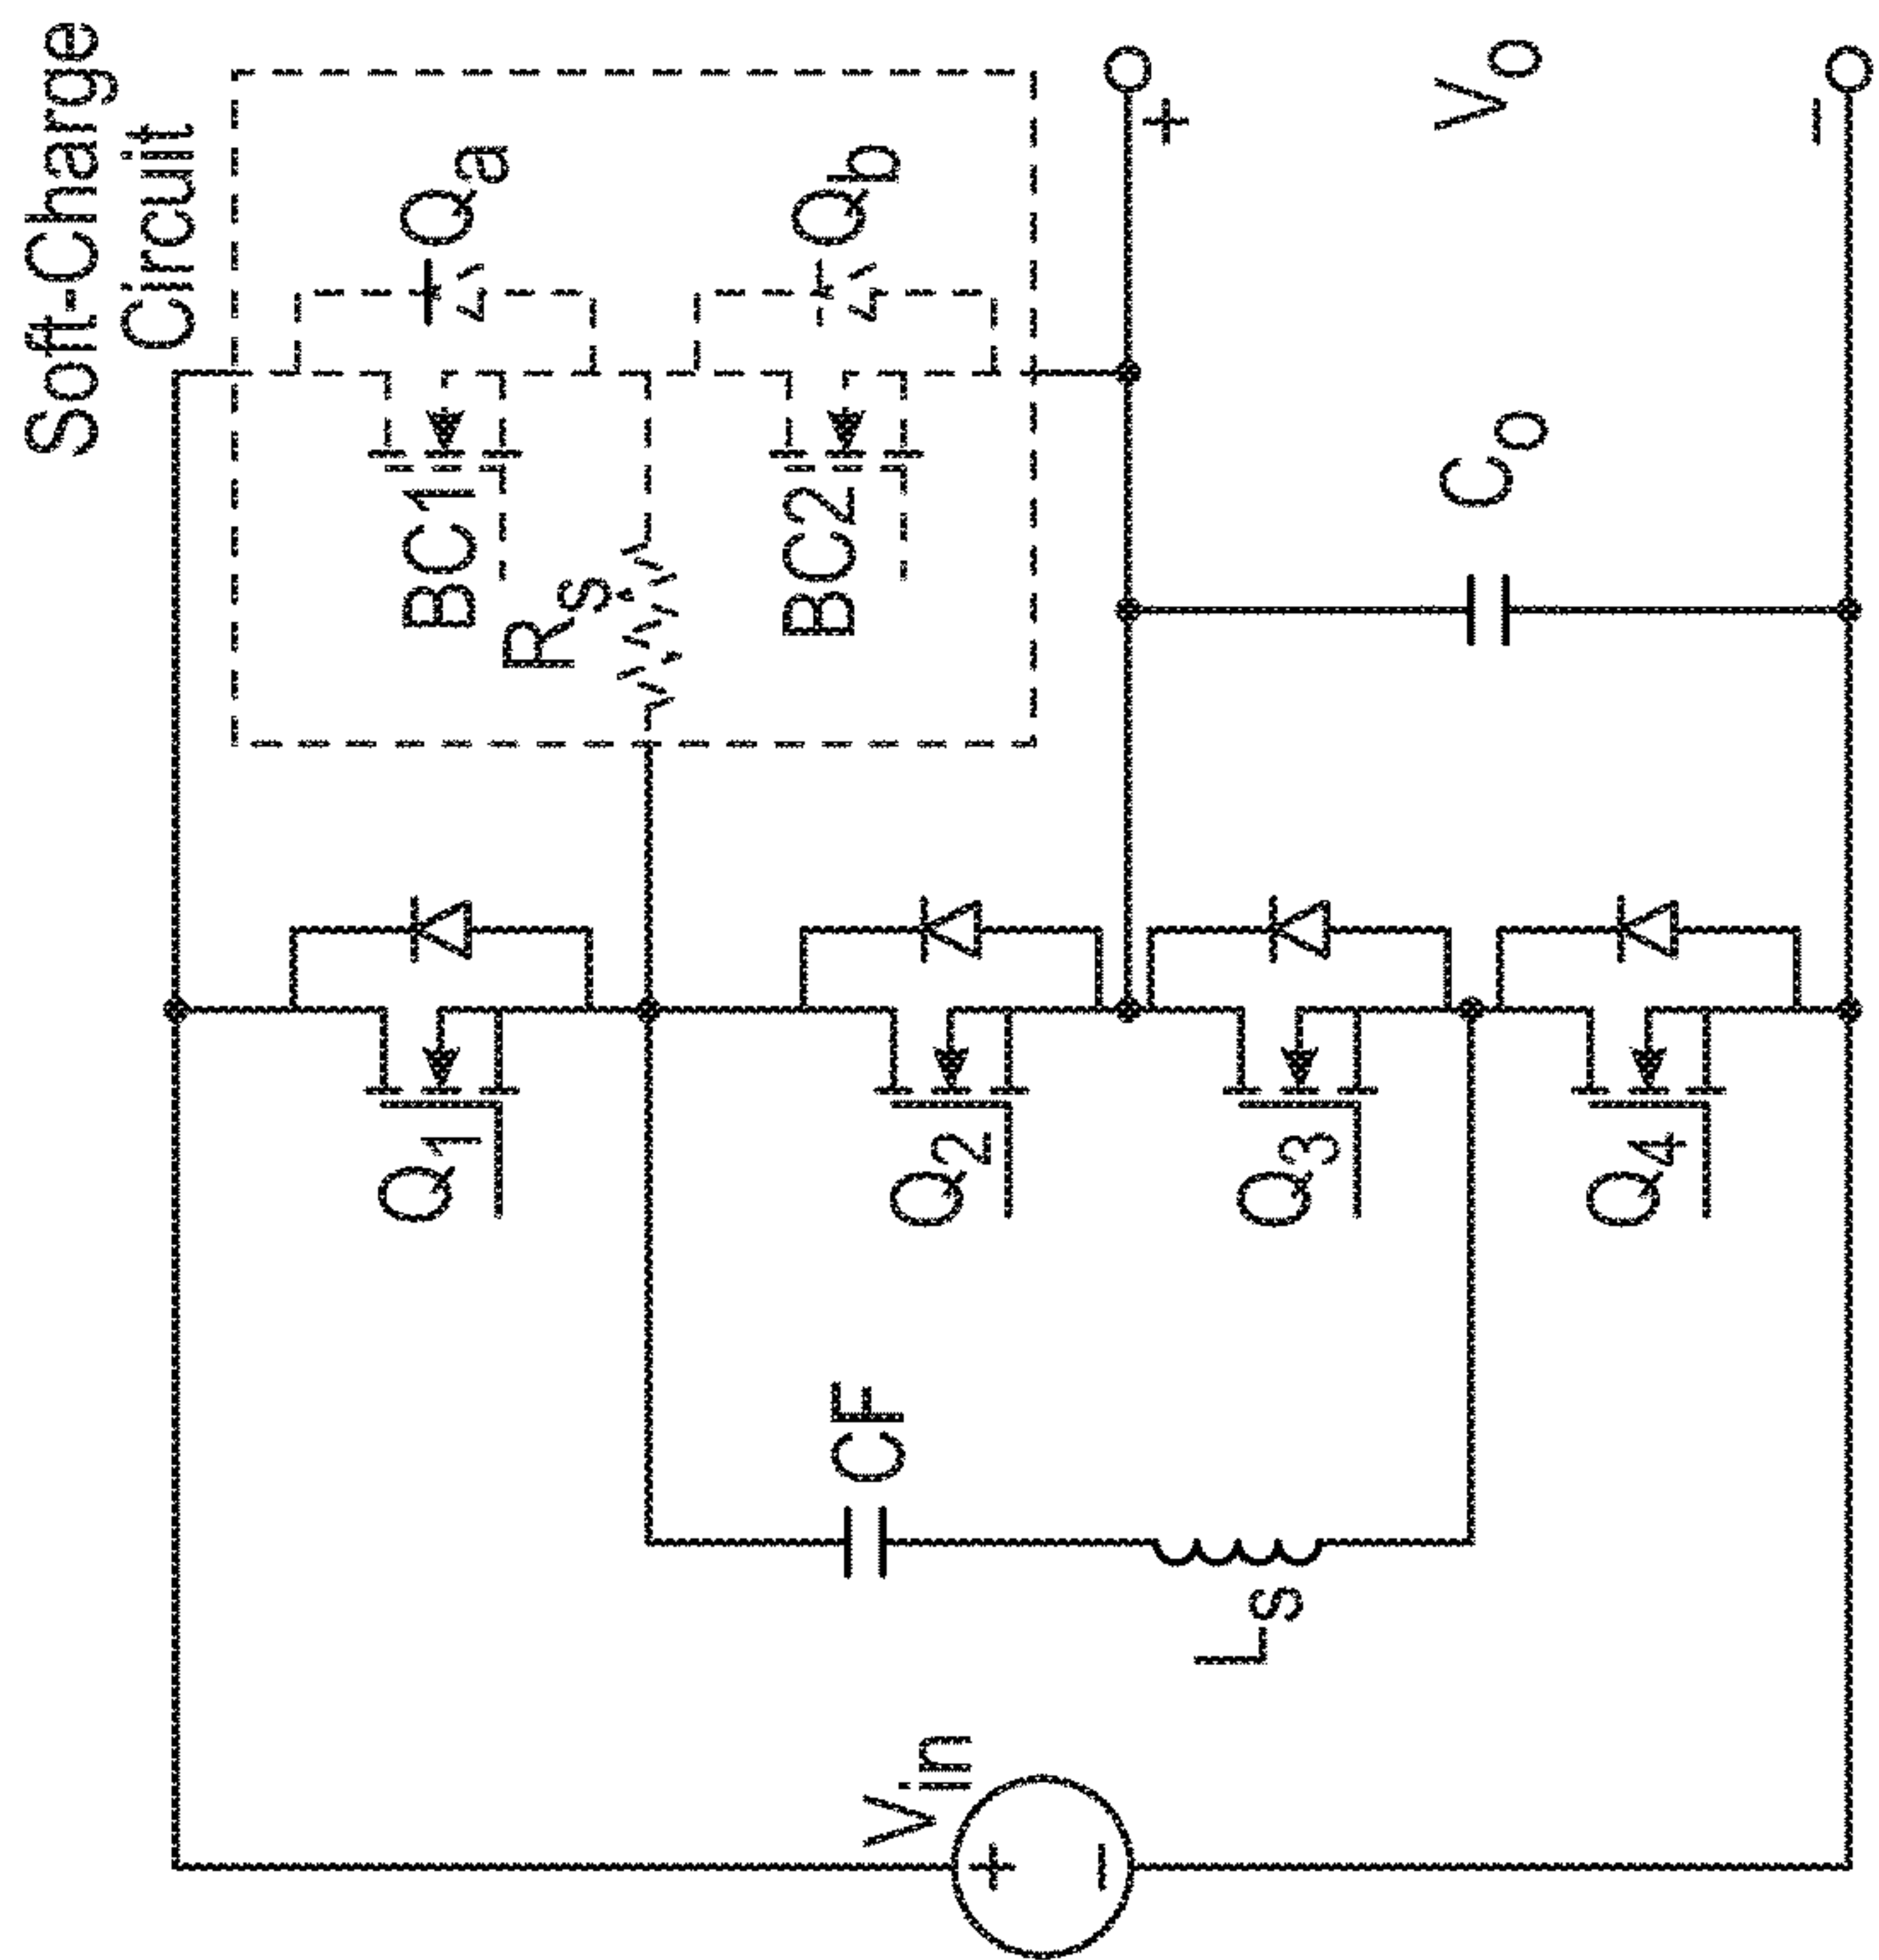 Soft-Charge
Circuit
Qa
Qb
BC1
BC2
RS
+
VO
-
CO
Q1
Q2
Q3
Q4
CF
LS
Vin
+
-